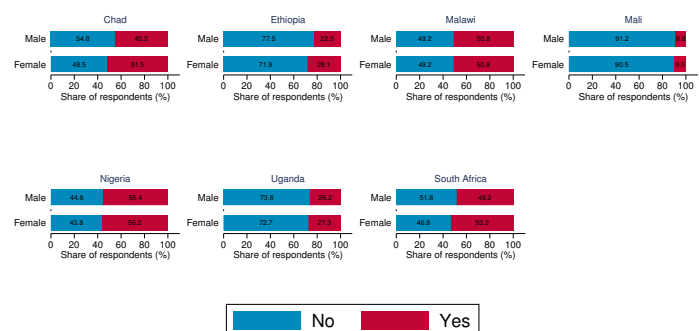 Chad Ethiopia Malawi Mali
Male 54.8 45.2 Male 77.5 22.5 Male 49.2 50.8 Male 91.2 8.8
Female 48.5 51.5 Female 71.9 28.1 Female 49.2 50.8 Female 90.5 9.5
0 20 40 60 80 100 0 20 40 60 80 100 0 20 40 60 80 100 0 20 40 60 80 100
Share of respondents (%) Share of respondents (%) Share of respondents (%) Share of respondents (%)
Nigeria Uganda South Africa
Male 44.6 55.4 Male 73.8 26.2 Male 51.8 48.2
Female 43.8 56.2 Female 72.7 27.3 Female 46.8 53.2
0 20 40 60 80 100 0 20 40 60 80 100 0 20 40 60 80 100
Share of respondents (%) Share of respondents (%) Share of respondents (%)
No Yes